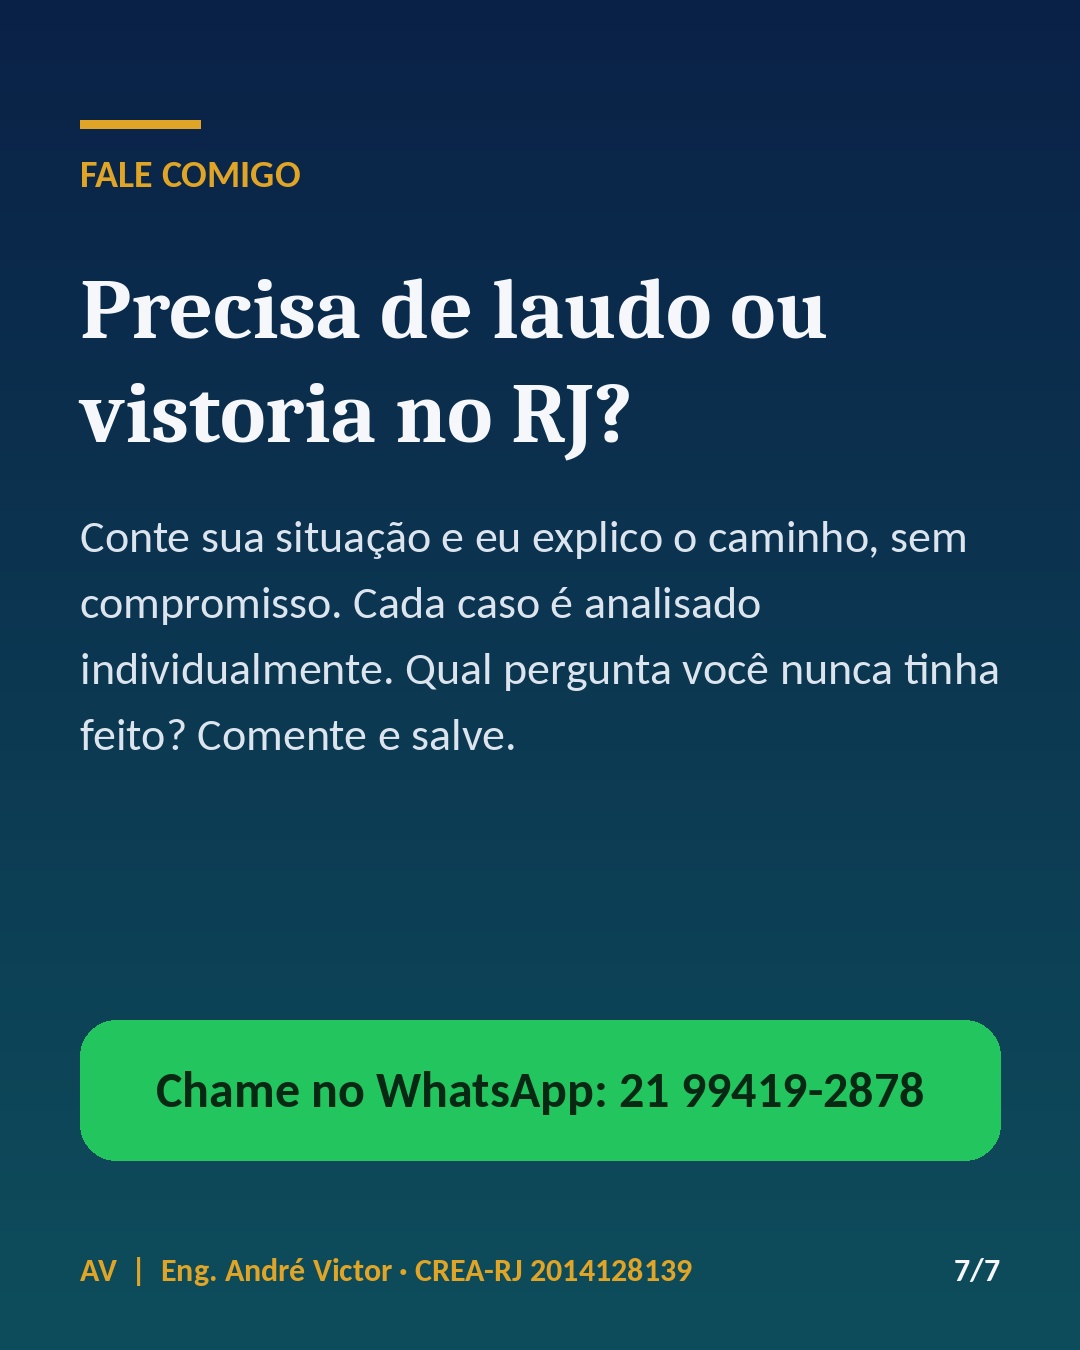 FALE COMIGO
Precisa de laudo ou
vistoria no RJ?
Conte sua situação e eu explico o caminho, sem
compromisso. Cada caso é analisado
individualmente. Qual pergunta você nunca tinha
feito? Comente e salve.
Chame no WhatsApp: 21 99419-2878
AV | Eng. André Victor · CREA-RJ 2014128139
7/7